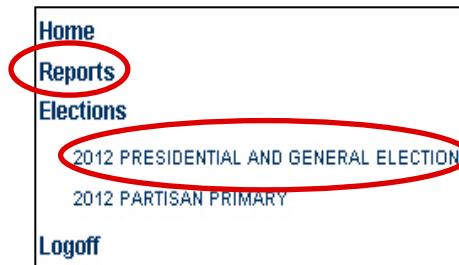 Home
Reports
Elections
2012 PRESIDENTIAL AND GENERAL ELECTION
2012 PARTISAN PRIMARY
Logoff